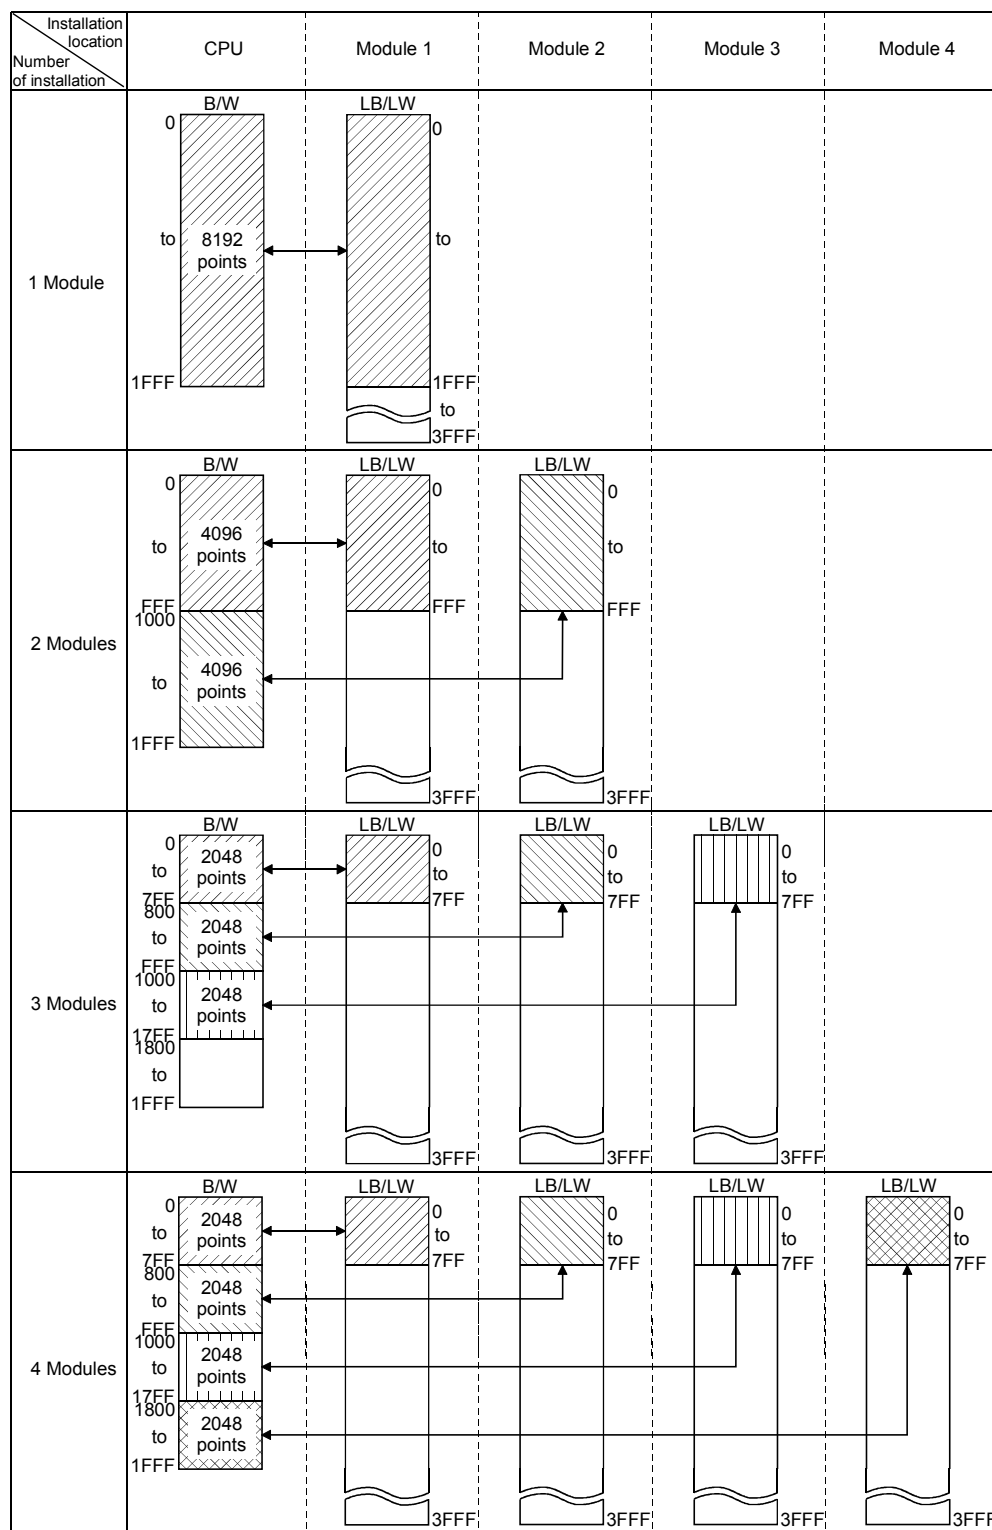 Installation
location
Number
of installation
CPU
Module 1
Module 2
Module 3
Module 4
1 Module
B/W
0
to
1FFF
8192
points
LB/LW
0
to
1FFF
to
3FFF
2 Modules
B/W
0
to
FFF
1000
to
1FFF
4096
points
4096
points
LB/LW
0
to
FFF
3FFF
LB/LW
0
to
FFF
3FFF
3 Modules
B/W
0
to
7FF
800
to
FFF
1000
to
17FF
1800
to
1FFF
2048
points
2048
points
2048
points
LB/LW
0
to
7FF
3FFF
LB/LW
0
to
7FF
3FFF
LB/LW
0
to
7FF
3FFF
4 Modules
B/W
0
to
7FF
800
to
FFF
1000
to
17FF
1800
to
1FFF
2048
points
2048
points
2048
points
2048
points
LB/LW
0
to
7FF
3FFF
LB/LW
0
to
7FF
3FFF
LB/LW
0
to
7FF
3FFF
LB/LW
0
to
7FF
3FFF